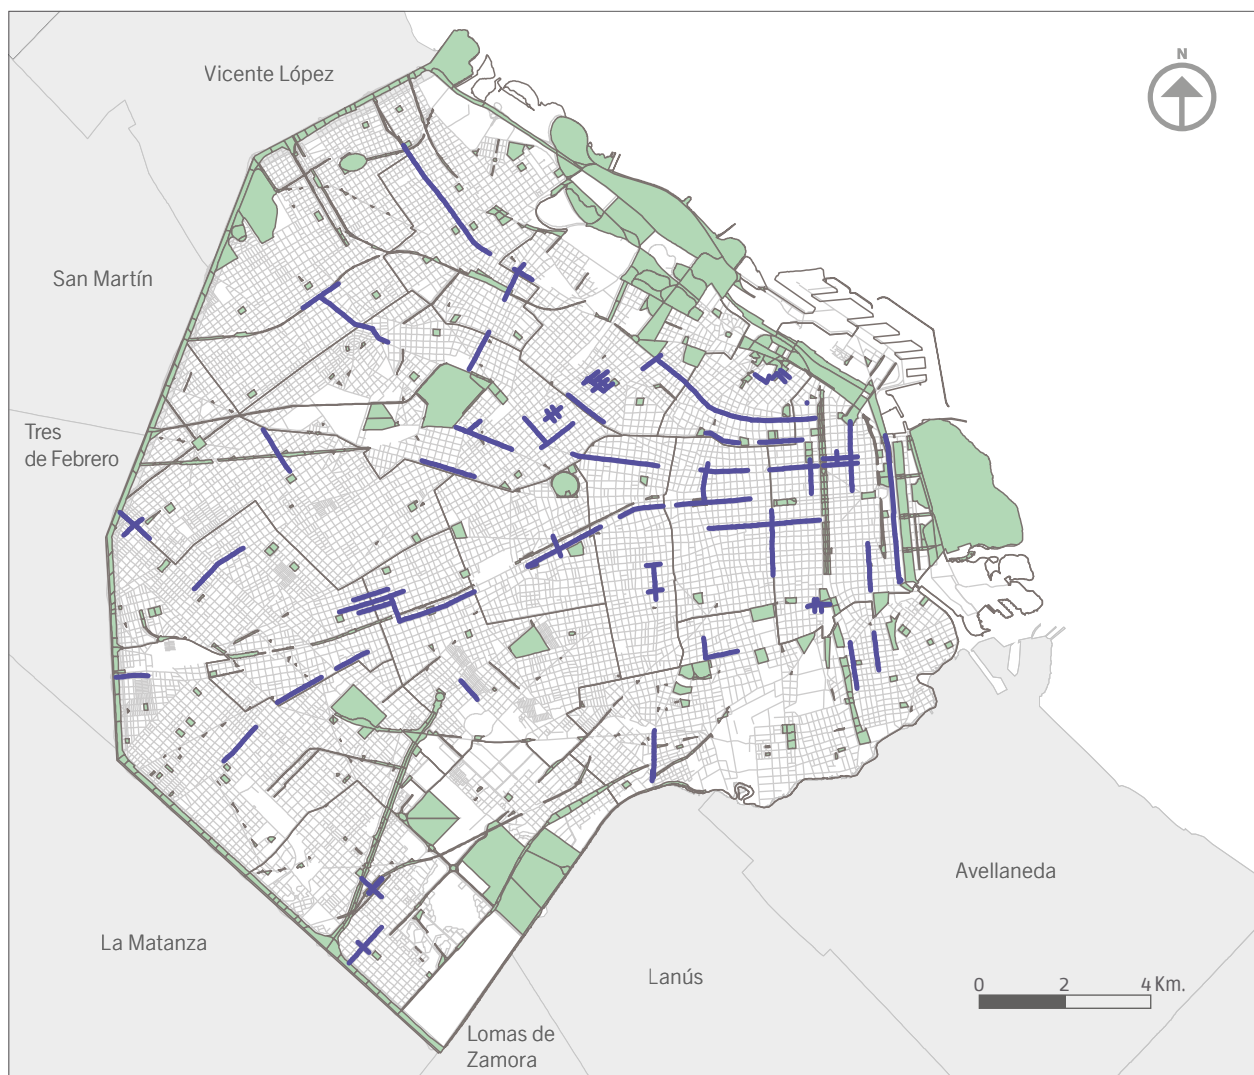 N
Vicente López
San Martín
Tres
de Febrero
Avellaneda
La Matanza
Lanús
0 2 4 Km.
Lomas de
Zamora